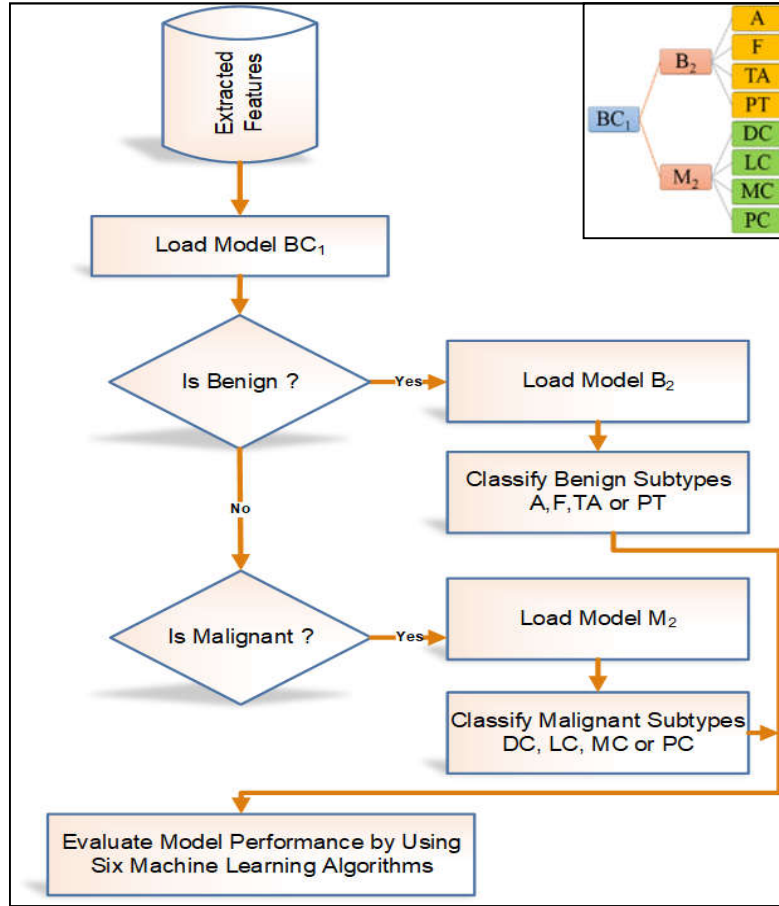 Extracted
Features
Load Model BC₁
Is Benign ?
Yes
Load Model B₂
Classify Benign Subtypes
A,F,TA or PT
No
Is Malignant ?
Yes
Load Model M₂
Classify Malignant Subtypes
DC, LC, MC or PC
Evaluate Model Performance by Using
Six Machine Learning Algorithms
BC₁
B₂
M₂
A
F
TA
PT
DC
LC
MC
PC